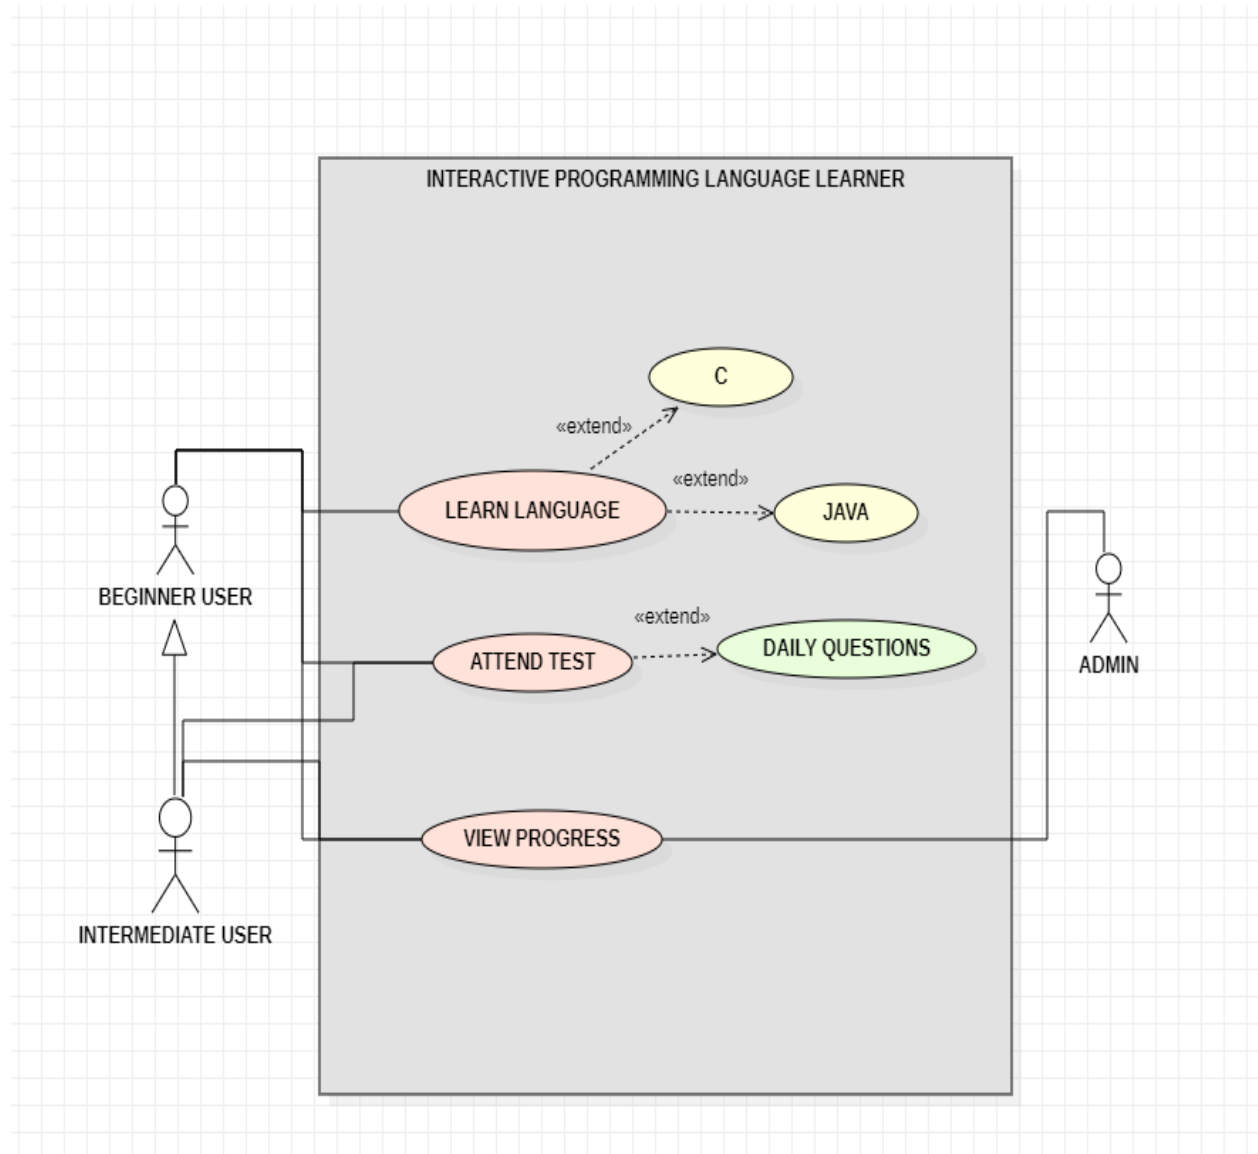 INTERACTIVE PROGRAMMING LANGUAGE LEARNER
C
«extend»
«extend»
LEARN LANGUAGE
JAVA
BEGINNER USER
«extend»
DAILY QUESTIONS
ATTEND TEST
ADMIN
VIEW PROGRESS
INTERMEDIATE USER